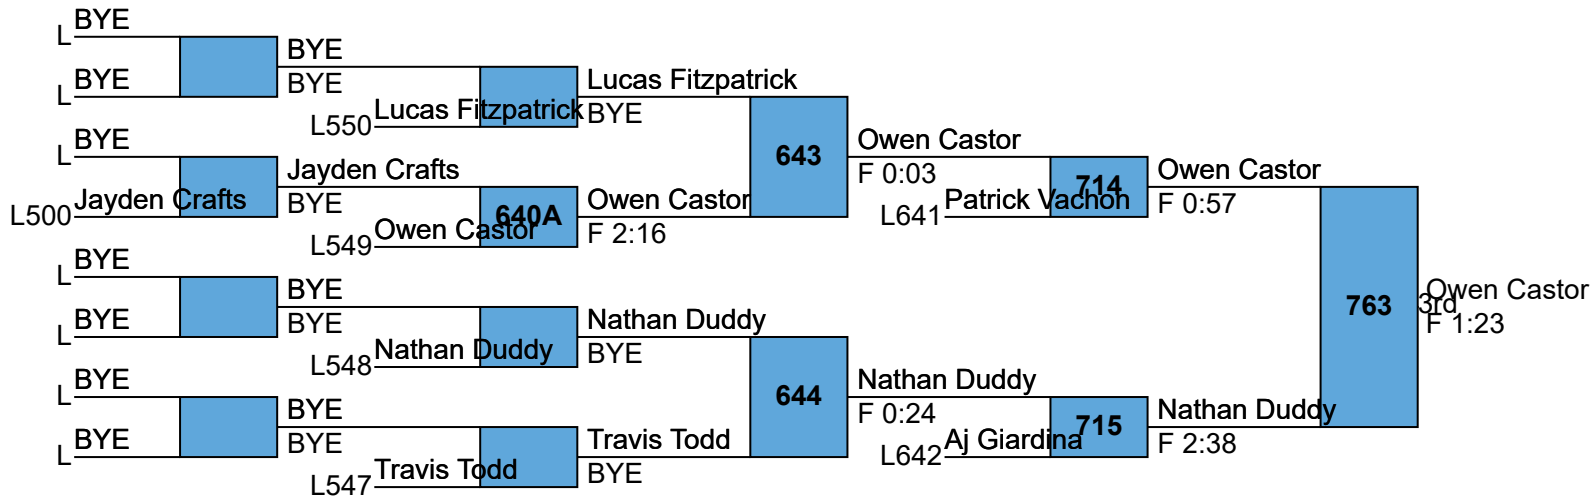 BYE
L
BYE
L
BYE
BYE
L550 Lucas Fitzpatrick
Lucas Fitzpatrick
BYE
BYE
L
Jayden Crafts
L500
Jayden Crafts
BYE
L549 Owen Castor
640A
Owen Castor
F 2:16
643
Owen Castor
F 0:03
L641 Patrick Vachon
714
Owen Castor
F 0:57
BYE
L
BYE
L
BYE
BYE
L548 Nathan Duddy
Nathan Duddy
BYE
BYE
L
BYE
L
BYE
BYE
L547 Travis Todd
Travis Todd
BYE
644
Nathan Duddy
F 0:24
L642 Aj Giardina
715
Nathan Duddy
F 2:38
763
Owen Castor
3rd
F 1:23